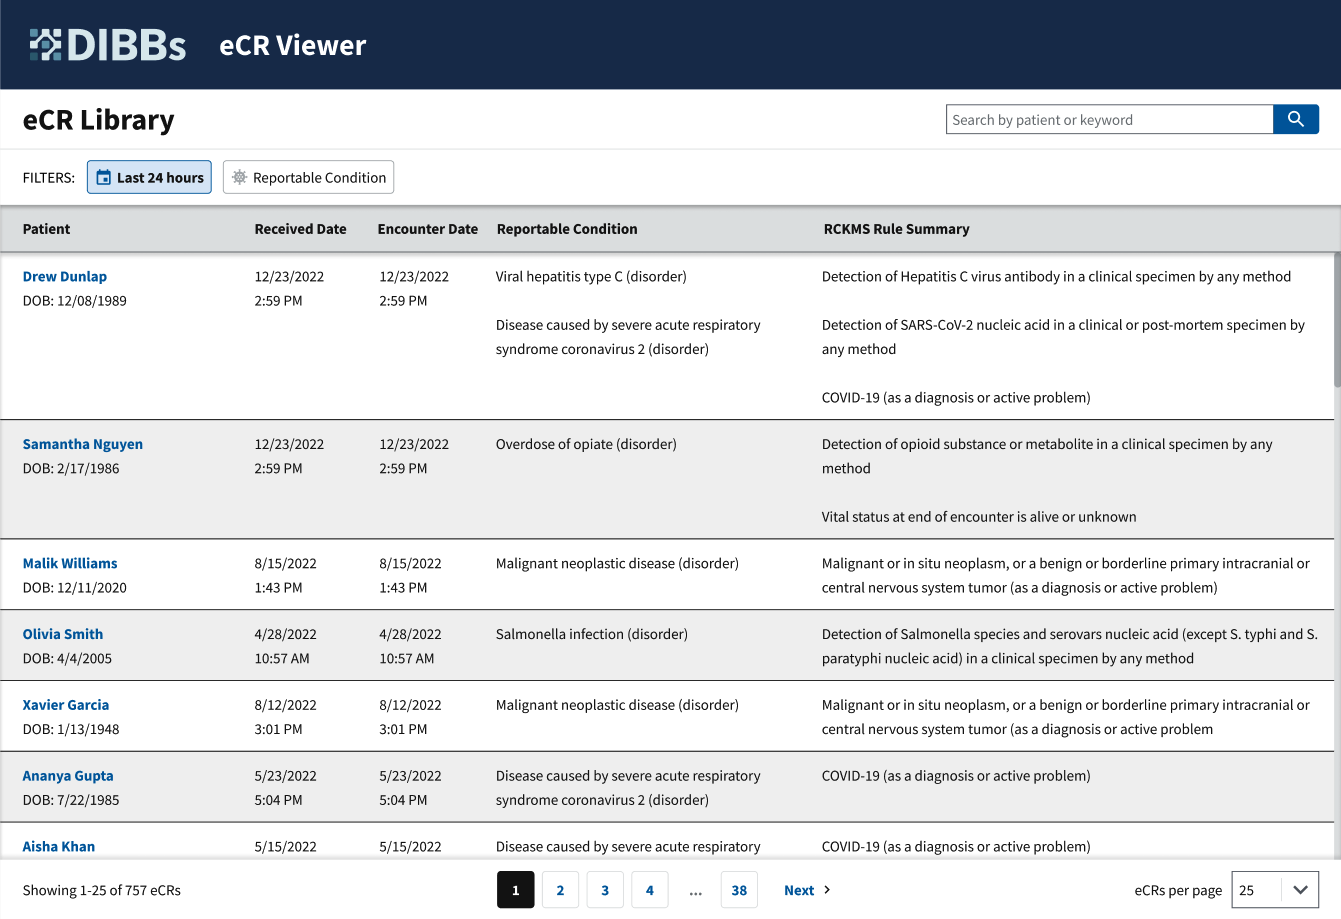 DIBBs eCR Viewer
eCR Library
Search by patient or keyword
FILTERS: Last 24 hours Reportable Condition
Patient Received Date Encounter Date Reportable Condition RCKMS Rule Summary
Drew Dunlap 12/23/2022 12/23/2022 Viral hepatitis type C (disorder) Detection of Hepatitis C virus antibody in a clinical specimen by any method
DOB: 12/08/1989 2:59 PM 2:59 PM
Disease caused by severe acute respiratory Detection of SARS-CoV-2 nucleic acid in a clinical or post-mortem specimen by
syndrome coronavirus 2 (disorder) any method
COVID-19 (as a diagnosis or active problem)
Samantha Nguyen 12/23/2022 12/23/2022 Overdose of opiate (disorder) Detection of opioid substance or metabolite in a clinical specimen by any
DOB: 2/17/1986 2:59 PM 2:59 PM method
Vital status at end of encounter is alive or unknown
Malik Williams 8/15/2022 8/15/2022 Malignant neoplastic disease (disorder) Malignant or in situ neoplasm, or a benign or borderline primary intracranial or
DOB: 12/11/2020 1:43 PM 1:43 PM central nervous system tumor (as a diagnosis or active problem)
Olivia Smith 4/28/2022 4/28/2022 Salmonella infection (disorder) Detection of Salmonella species and serovars nucleic acid (except S. typhi and S.
DOB: 4/4/2005 10:57 AM 10:57 AM paratyphi nucleic acid) in a clinical specimen by any method
Xavier Garcia 8/12/2022 8/12/2022 Malignant neoplastic disease (disorder) Malignant or in situ neoplasm, or a benign or borderline primary intracranial or
DOB: 1/13/1948 3:01 PM 3:01 PM central nervous system tumor (as a diagnosis or active problem
Ananya Gupta 5/23/2022 5/23/2022 Disease caused by severe acute respiratory COVID-19 (as a diagnosis or active problem)
DOB: 7/22/1985 5:04 PM 5:04 PM syndrome coronavirus 2 (disorder)
Aisha Khan 5/15/2022 5/15/2022 Disease caused by severe acute respiratory COVID-19 (as a diagnosis or active problem)
Showing 1-25 of 757 eCRs 1 2 3 4 ... 38 Next eCRs per page 25